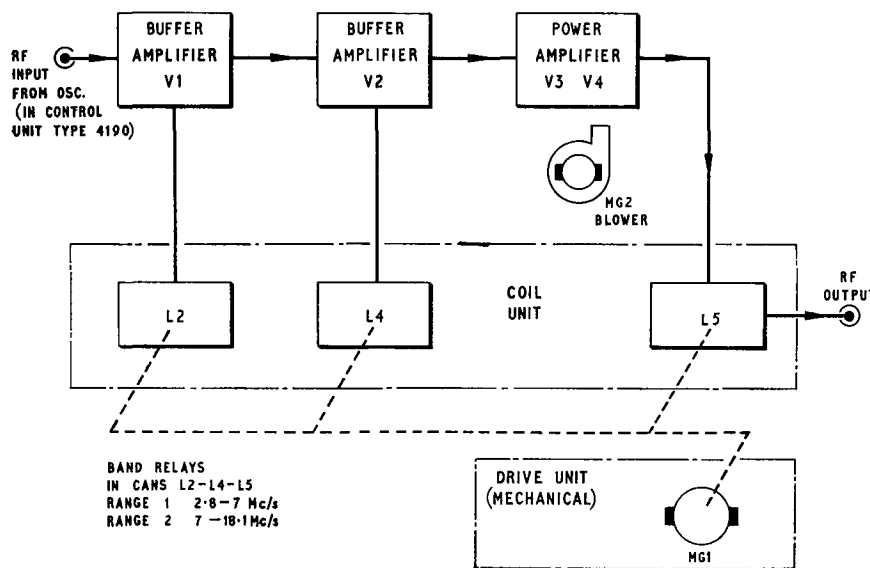 BUFFER
AMPLIFIER
V1
BUFFER
AMPLIFIER
V2
POWER
AMPLIFIER
V3 V4
RF
INPUT
FROM OSC.
(IN CONTROL
UNIT TYPE 4190)
MG2
BLOWER
L2
L4
COIL
UNIT
L5
RF
OUTPUT
BAND RELAYS
IN CANS L2-L4-L5
RANGE 1 2·8-7 Mc/s
RANGE 2 7-18·1Mc/s
DRIVE UNIT
(MECHANICAL)
MG1